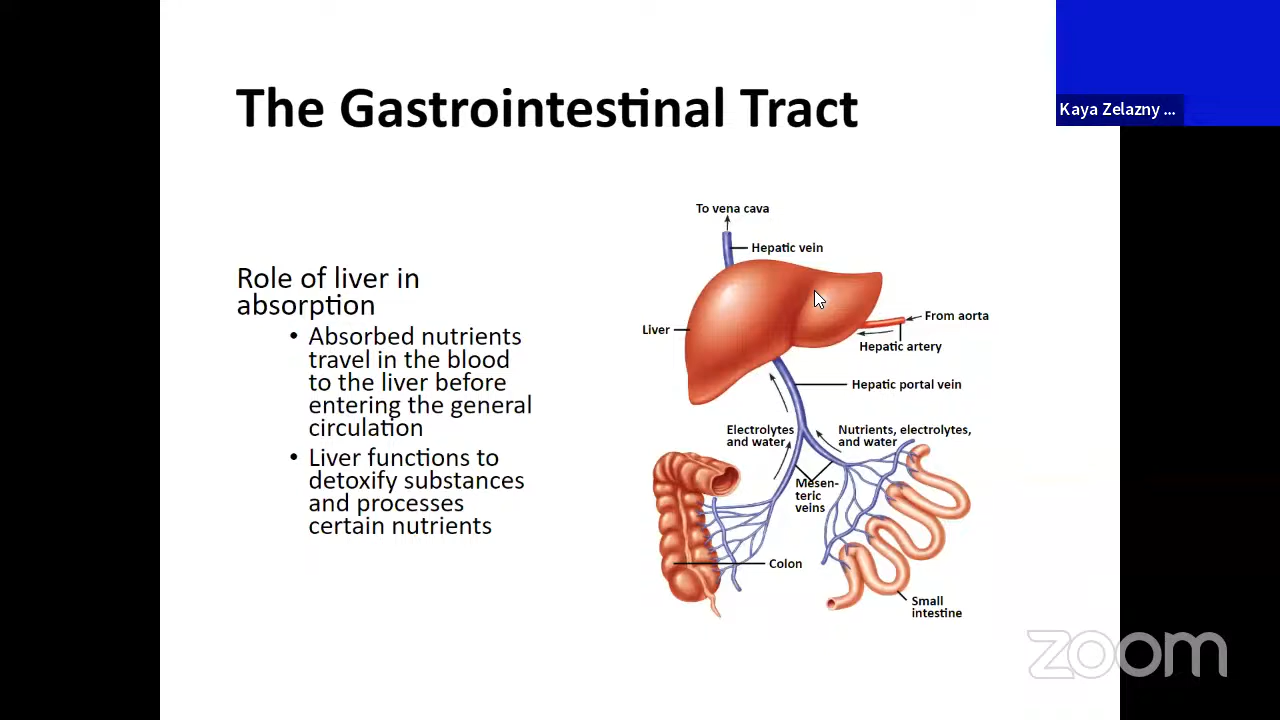 The Gastrointestinal Tract
Kaya Zelazny ...
Role of liver in
absorption
• Absorbed nutrients
travel in the blood
to the liver before
entering the general
circulation
• Liver functions to
detoxify substances
and processes
certain nutrients
To vena cava
Hepatic vein
Liver
From aorta
Hepatic artery
Hepatic portal vein
Electrolytes
and water
Nutrients, electrolytes,
and water
Mesen-
teric
veins
Colon
Small
intestine
zoom